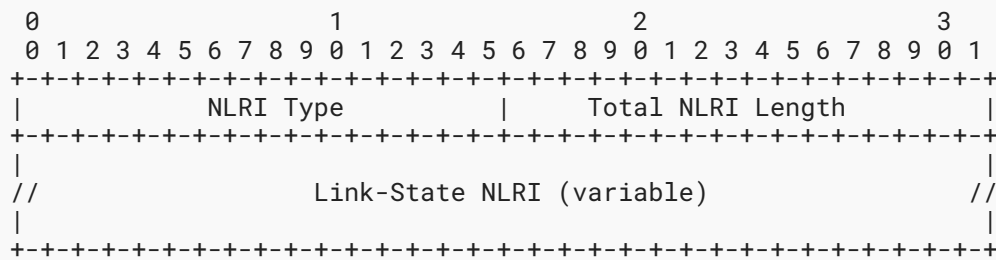 0                   1                   2                   3
 0 1 2 3 4 5 6 7 8 9 0 1 2 3 4 5 6 7 8 9 0 1 2 3 4 5 6 7 8 9 0 1
+-+-+-+-+-+-+-+-+-+-+-+-+-+-+-+-+-+-+-+-+-+-+-+-+-+-+-+-+-+-+-+-+
|            NLRI Type          |     Total NLRI Length         |
+-+-+-+-+-+-+-+-+-+-+-+-+-+-+-+-+-+-+-+-+-+-+-+-+-+-+-+-+-+-+-+-+
|                                                               |
//                  Link-State NLRI (variable)                 //
|                                                               |
+-+-+-+-+-+-+-+-+-+-+-+-+-+-+-+-+-+-+-+-+-+-+-+-+-+-+-+-+-+-+-+-+